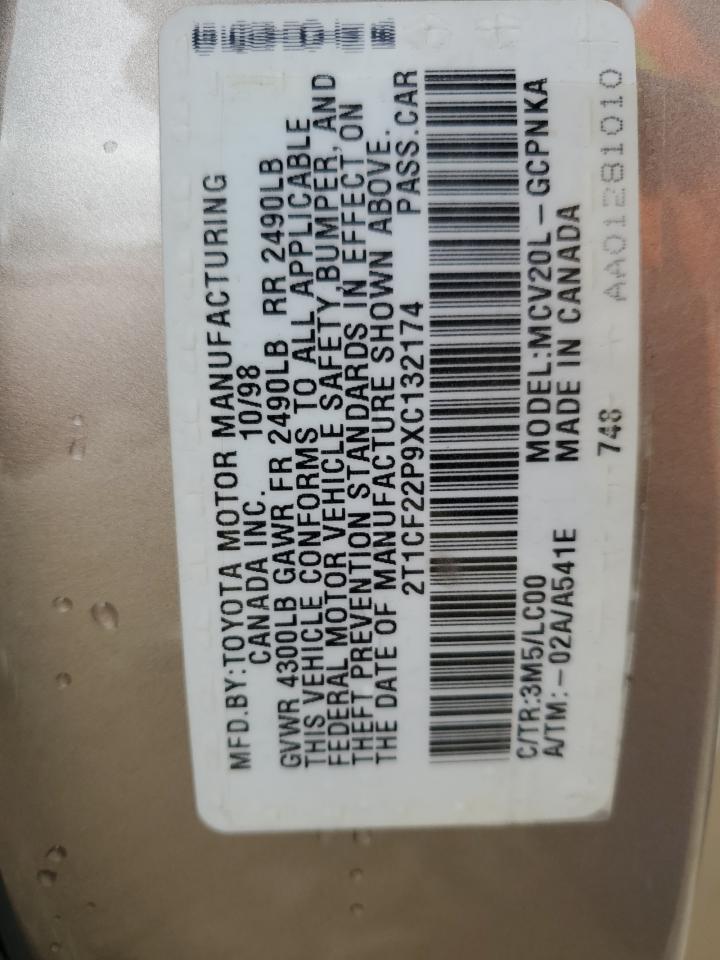 MFD.BY:TOYOTA MOTOR MANUFACTURING
CANADA INC. 10/98
GVWR 4300LB GAWR FR 2490LB RR 2490LB
THIS VEHICLE CONFORMS TO ALL APPLICABLE
FEDERAL MOTOR VEHICLE SAFETY BUMPER, AND
THEFT PREVENTION STANDARDS IN EFFECT ON
THE DATE OF MANUFACTURE SHOWN ABOVE.
2T1CF22P9XC132174 PASS.CAR
C/TR:3M5/LC00 MODEL:MCV20L-GCPNKA
A/TM:-02A/A541E MADE IN CANADA
748 AA01281010